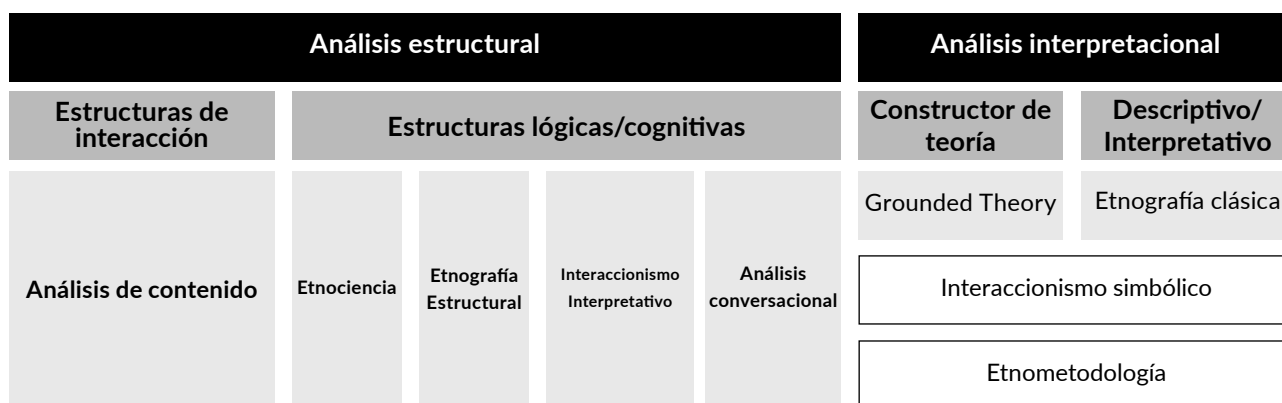 Análisis estructural
Análisis interpretacional
Estructuras de
interacción
Estructuras lógicas/cognitivas
Constructor de
teoría
Descriptivo/
Interpretativo
Análisis de contenido
Etnociencia
Etnografía
Estructural
Interaccionismo
Interpretativo
Análisis
conversacional
Grounded Theory
Etnografía clásica
Interaccionismo simbólico
Etnometodología